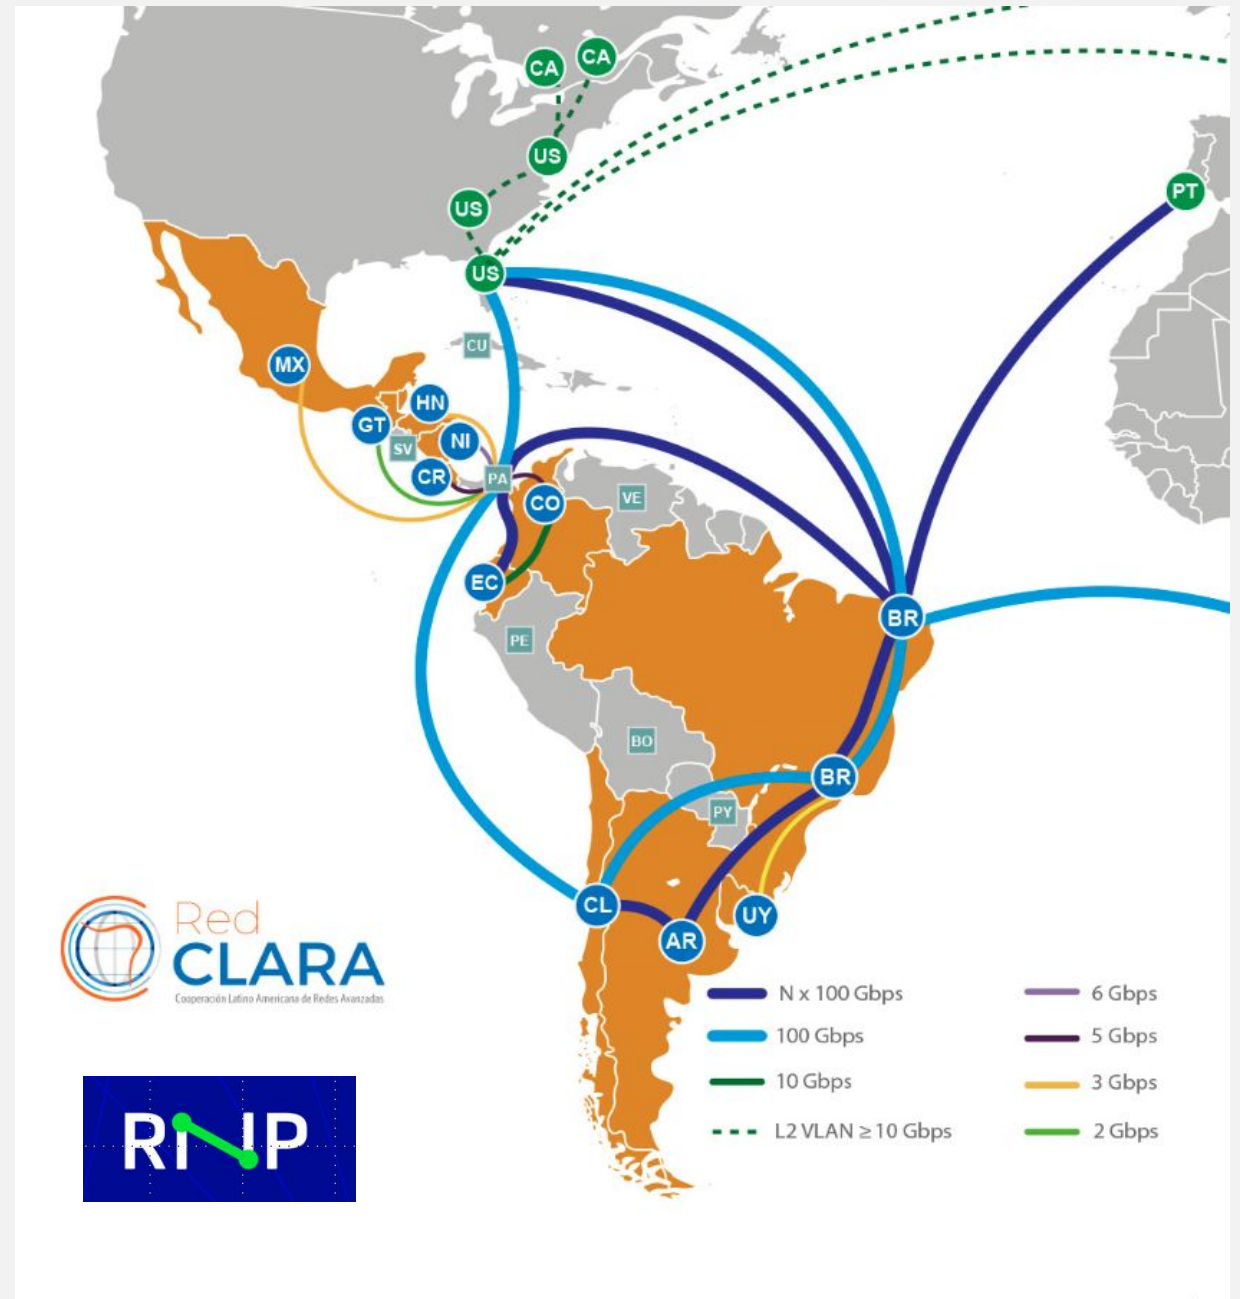 CA
CA
US
PT
US
US
CU
MX
HN
GT
NI
SV
CR
PA
VE
CO
EC
BR
PE
BO
BR
PY
CL
UY
AR
Red
CLARA
Cooperación Latino Americana de Redes Avanzadas
N x 100 Gbps
6 Gbps
100 Gbps
5 Gbps
10 Gbps
3 Gbps
L2 VLAN ≥ 10 Gbps
2 Gbps
RNP